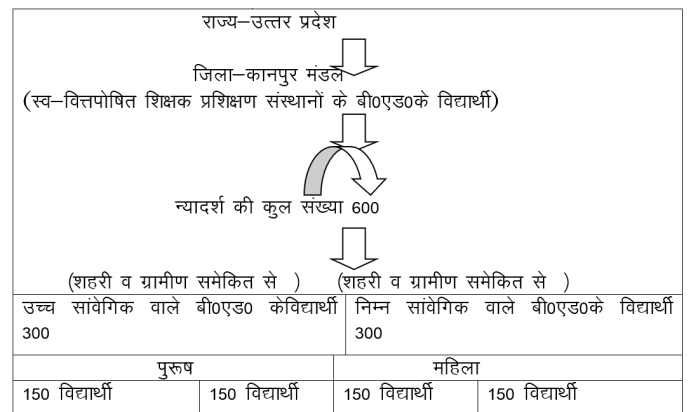 राज्य–उत्तर प्रदेश
जिला–कानपुर मंडल
(स्व–वित्तपोषित शिक्षक प्रशिक्षण संस्थानों के बी0एड0के विद्यार्थी)
न्यादर्श की कुल संख्या 600
(शहरी व ग्रामीण समेकित से ) (शहरी व ग्रामीण समेकित से )
उच्च सांवेगिक वाले बी0एड0 केविद्यार्थी
300
निम्न सांवेगिक वाले बी0एड0के विद्यार्थी
300
पुरूष महिला
150 विद्यार्थी 150 विद्यार्थी 150 विद्यार्थी 150 विद्यार्थी